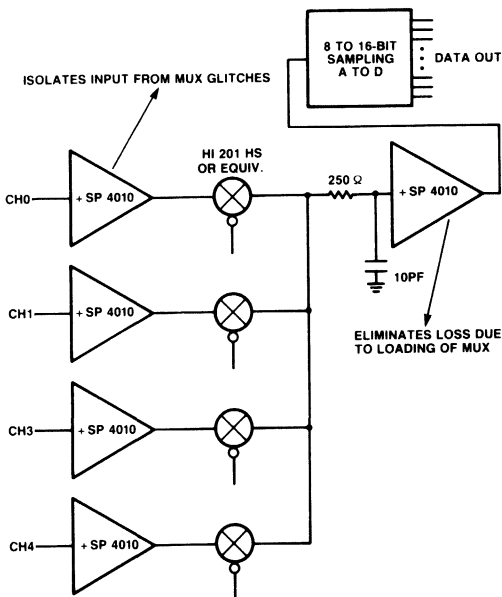 8 TO 16-BIT
SAMPLING
A TO D
DATA OUT
ISOLATES INPUT FROM MUX GLITCHES
HI 201 HS
OR EQUIV.
CH0
+ SP 4010
250 Ω
+ SP 4010
10PF
CH1
+ SP 4010
ELIMINATES LOSS DUE
TO LOADING OF MUX
CH3
+ SP 4010
CH4
+ SP 4010